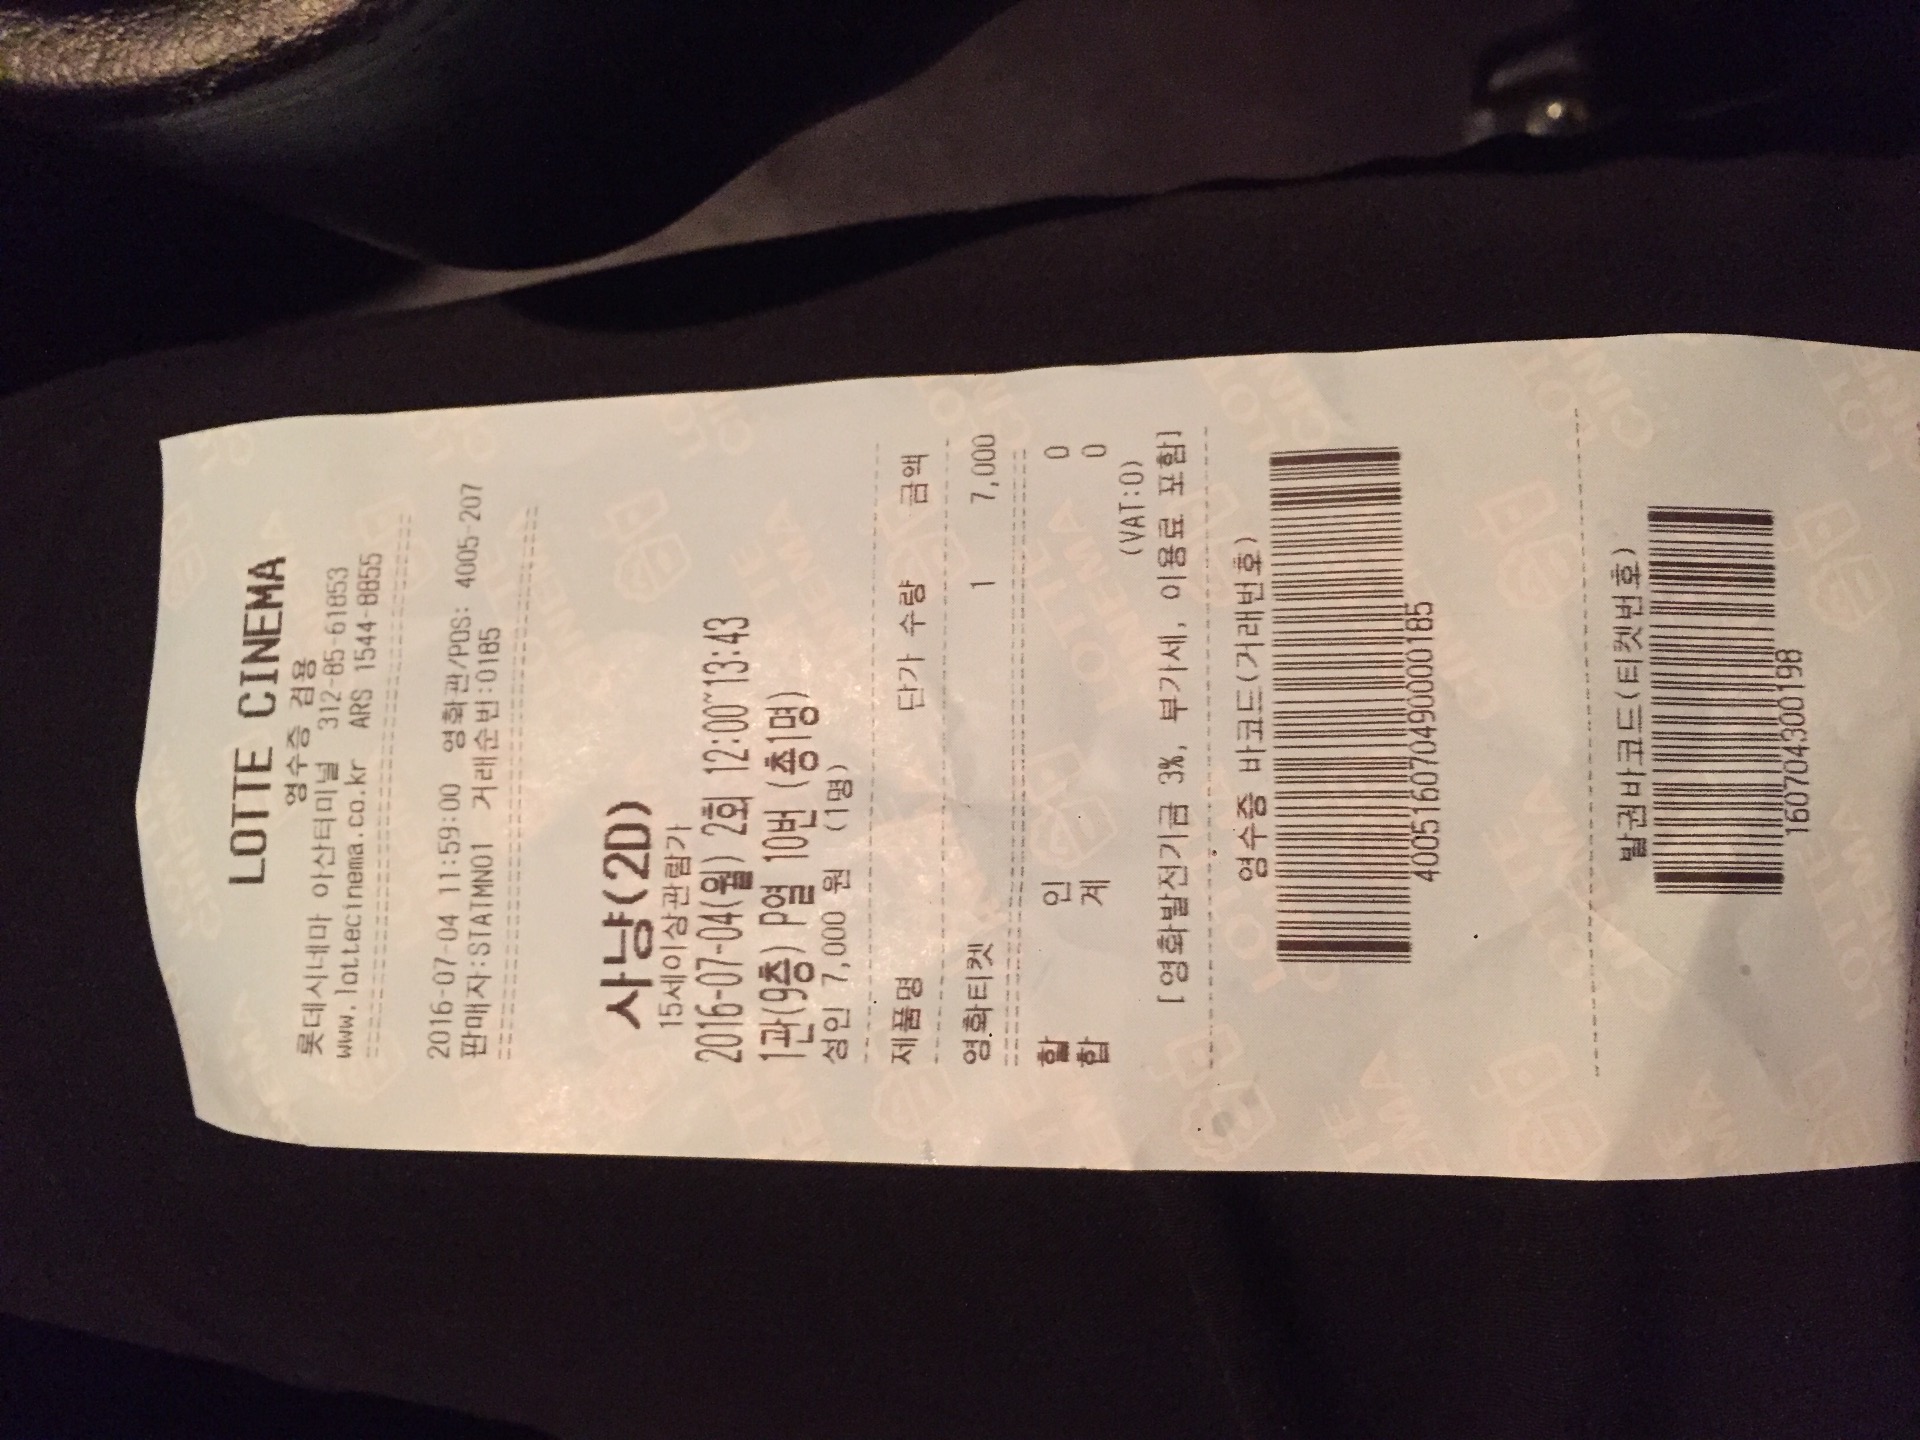 LOTTE CINEMA
영수증 겸용
롯데시네마 아산터미널 312-85-61853
www.lottecinema.co.kr ARS 1544-8855
2016-07-04 11:59:00 영화관/POS: 4005-207
판매자:SIATMN01 거래순번:0185
사냥(2D)
15세이상관람가
2016-07-04(월) 2회 12:00~13:43
1관(9층) P열 10번 (총1명)
성인 7,000 원 (1명)
제품명 단가 수량 금액
영화티켓 1 7,000
할 인 0
합 계 0
(VAT:0)
[영화발전기금 3%, 부가세, 이용료 포함]
영수증 바코드(거래번호)
4005160704900000185
발권바코드(티켓번호)
160704300198